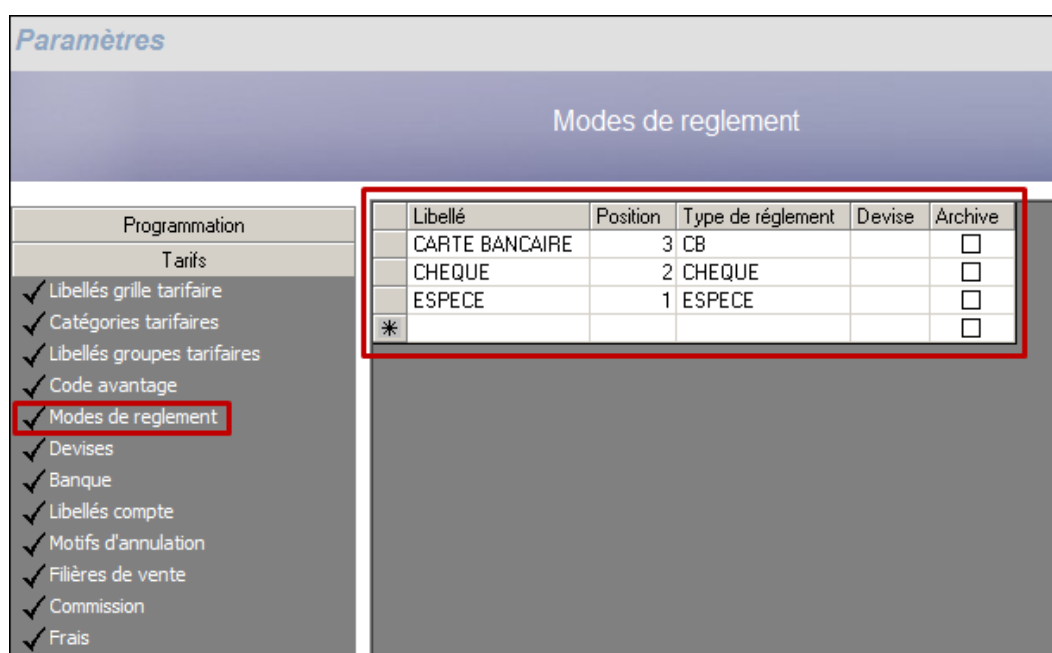 Paramètres
Modes de reglement
Programmation
Tarifs
Libellés grille tarifaire
Catégories tarifaires
Libellés groupes tarifaires
Code avantage
Modes de reglement
Devises
Banque
Libellés compte
Motifs d'annulation
Filières de vente
Commission
Frais
Libellé Position Type de réglement Devise Archive
CARTE BANCAIRE 3 CB
CHEQUE 2 CHEQUE
ESPECE 1 ESPECE